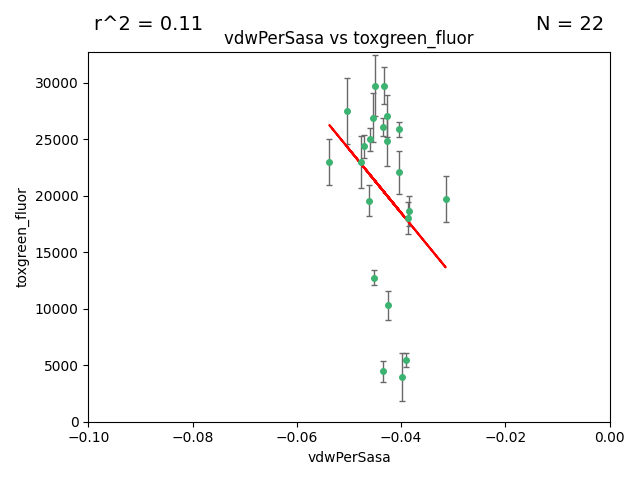 r^2 = 0.11
N = 22
vdwPerSasa vs toxgreen_fluor
toxgreen_fluor
30000
25000
20000
15000
10000
5000
0
−0.10
−0.08
−0.06
−0.04
−0.02
0.00
vdwPerSasa